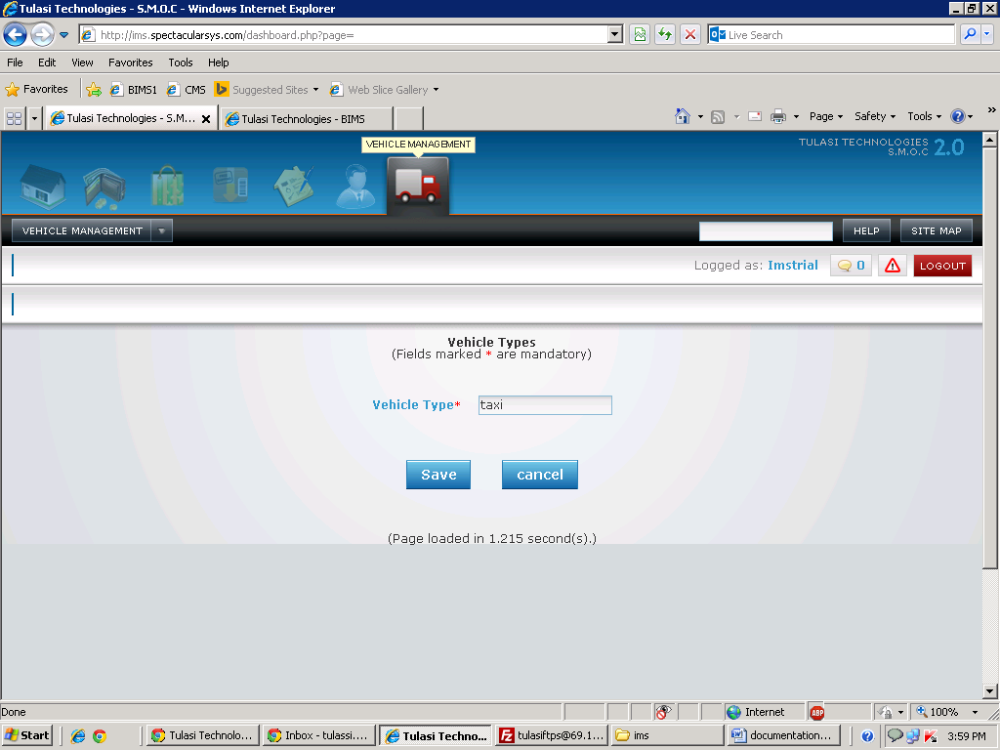 Tulasi Technologies - S.M.O.C - Windows Internet Explorer
http://ims.spectacularsys.com/dashboard.php?page=
Live Search
File Edit View Favorites Tools Help
Favorites BIMS1 CMS Suggested Sites Web Slice Gallery
Tulasi Technologies - S.M... Tulasi Technologies - BIMS Page Safety Tools »
VEHICLE MANAGEMENT
TULASI TECHNOLOGIES
S.M.O.C 2.0
VEHICLE MANAGEMENT HELP SITE MAP
Logged as: Imstrial 0 LOGOUT
Vehicle Types
(Fields marked * are mandatory)
Vehicle Type* taxi
Save cancel
(Page loaded in 1.215 second(s).)
Done Internet ABP 100%
Start Tulasi Technolo... Inbox - tulassi.... Tulasi Techno... tulasiftps@69.1... ims documentation... 3:59 PM